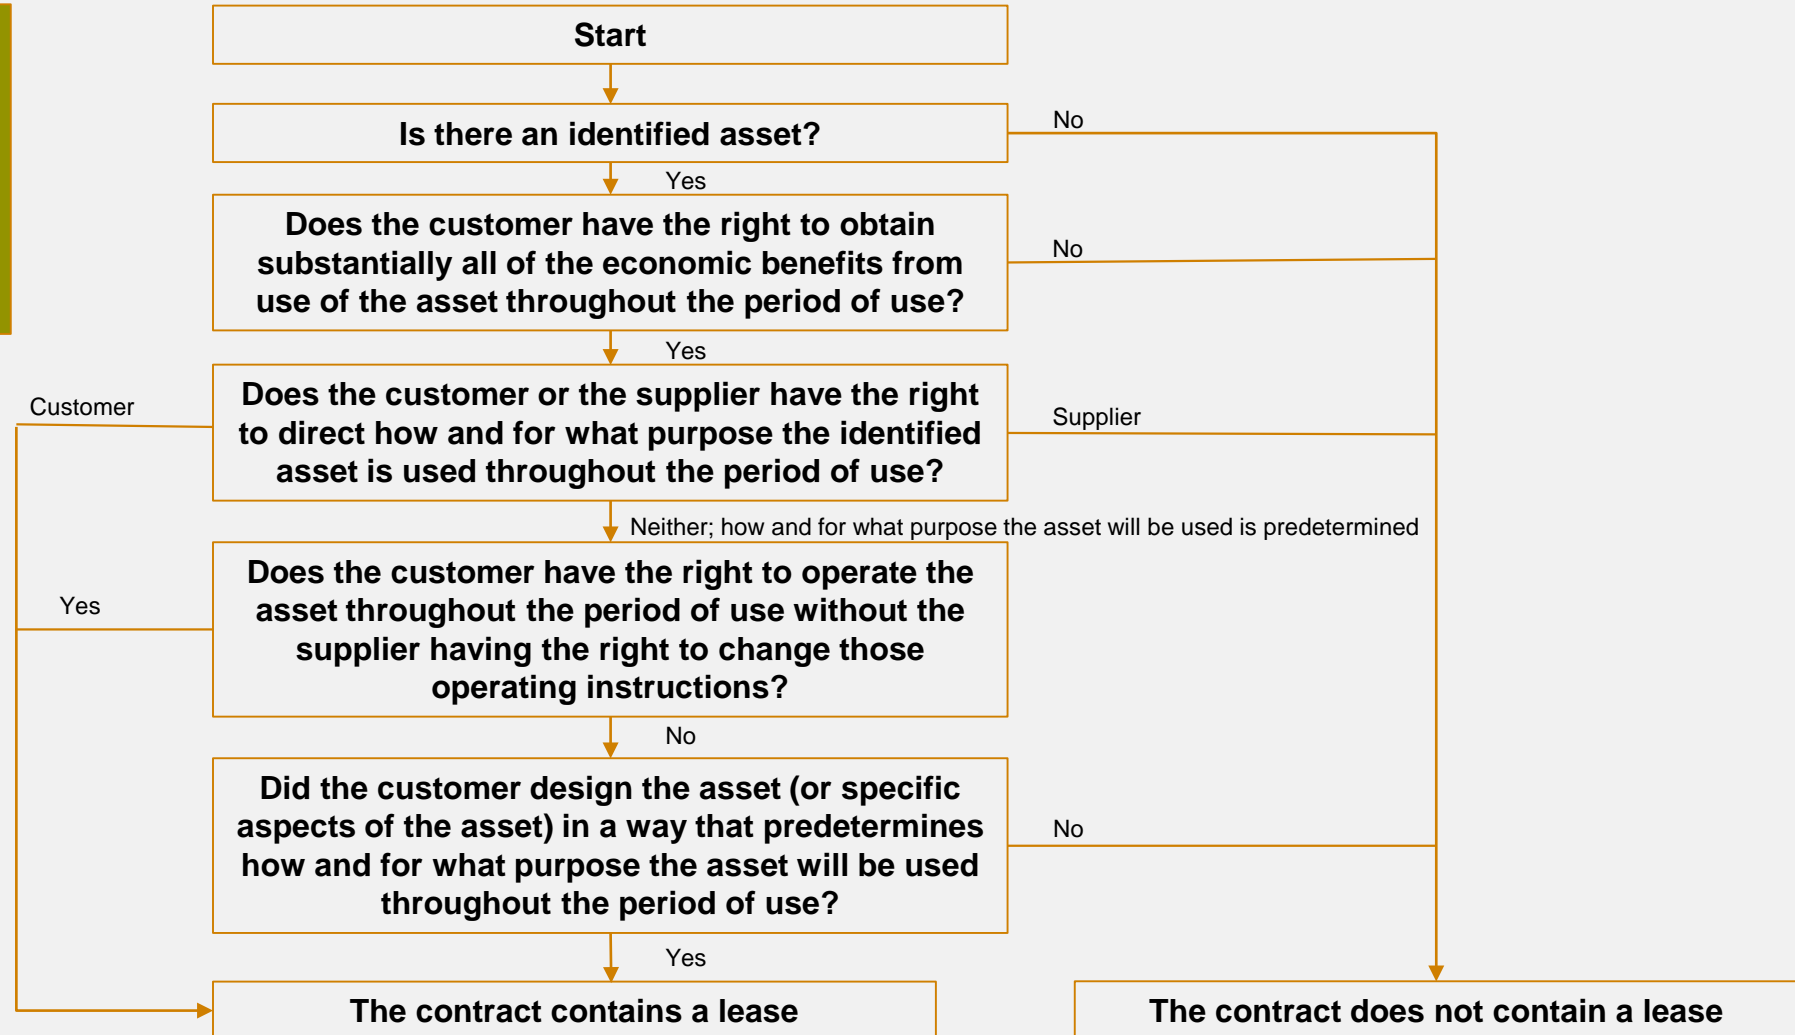 Start
Is there an identified asset?
No
Yes
Does the customer have the right to obtain
substantially all of the economic benefits from
use of the asset throughout the period of use?
No
Yes
Does the customer or the supplier have the right
to direct how and for what purpose the identified
asset is used throughout the period of use?
Customer
Supplier
Neither; how and for what purpose the asset will be used is predetermined
Does the customer have the right to operate the
asset throughout the period of use without the
supplier having the right to change those
operating instructions?
Yes
No
Did the customer design the asset (or specific
aspects of the asset) in a way that predetermines
how and for what purpose the asset will be used
throughout the period of use?
No
Yes
The contract contains a lease
The contract does not contain a lease